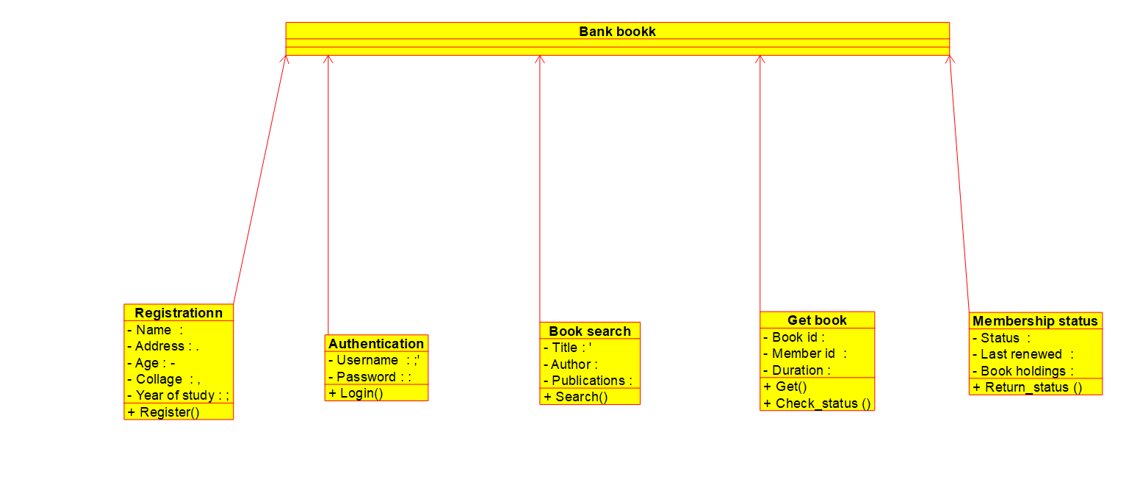 Bank bookk
Registrationn
- Name  :
- Address : .
- Age : -
- Collage  : ,
- Year of study : ;
+ Register()
Authentication
- Username  : ;'
- Password : :
+ Login()
Book search
- Title : '
- Author :
- Publications :
+ Search()
Get book
- Book id :
- Member id  :
- Duration :
+ Get()
+ Check_status ()
Membership status
- Status  :
- Last renewed  :
- Book holdings :
+ Return_status ()